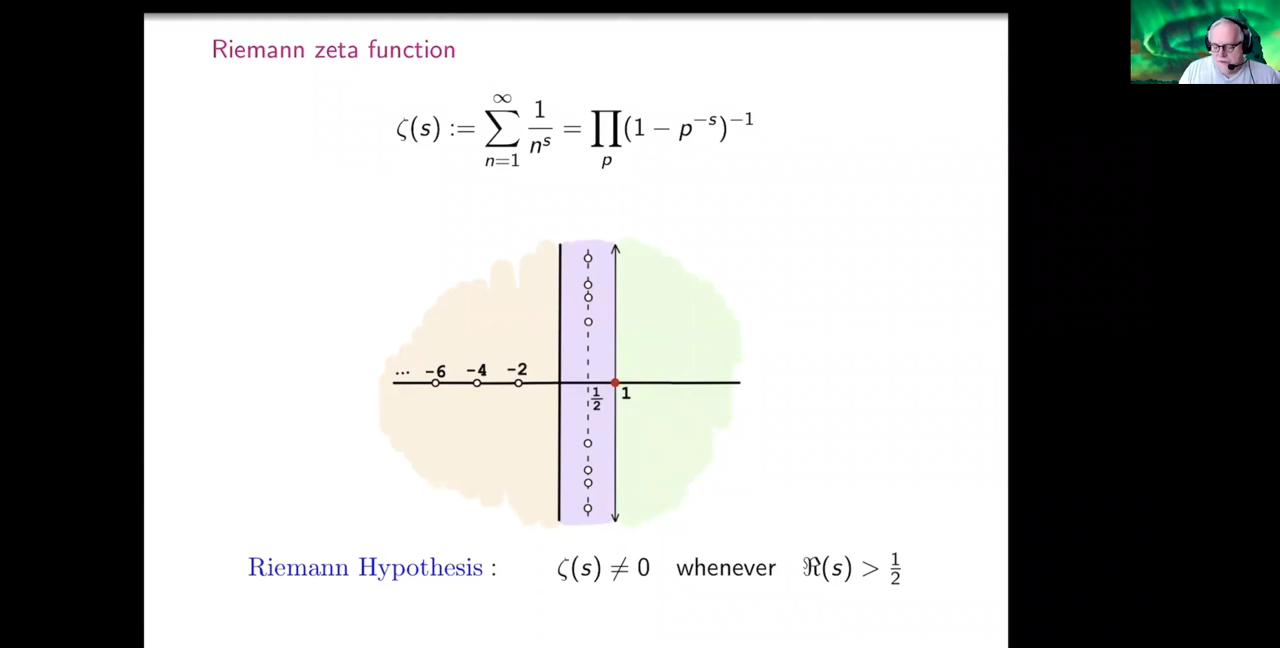 Riemann zeta function
ζ(s) := ∑_{n=1}^{∞} 1/n^s = ∏_p (1 − p^{−s})^{−1}
... -6 -4 -2
1/2 1
Riemann Hypothesis : ζ(s) ≠ 0 whenever ℜ(s) > 1/2